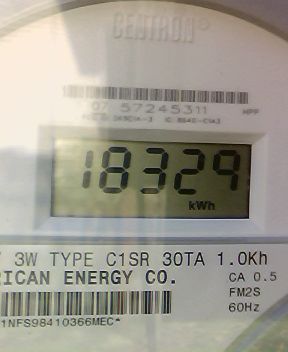 CENTRON®
07 57245311 MPP
18329
kWh
3W TYPE C1SR 30TA 1.0Kh
RICAN ENERGY CO. CA 0.5
FM2S
1NFS98410366MEC* 60Hz